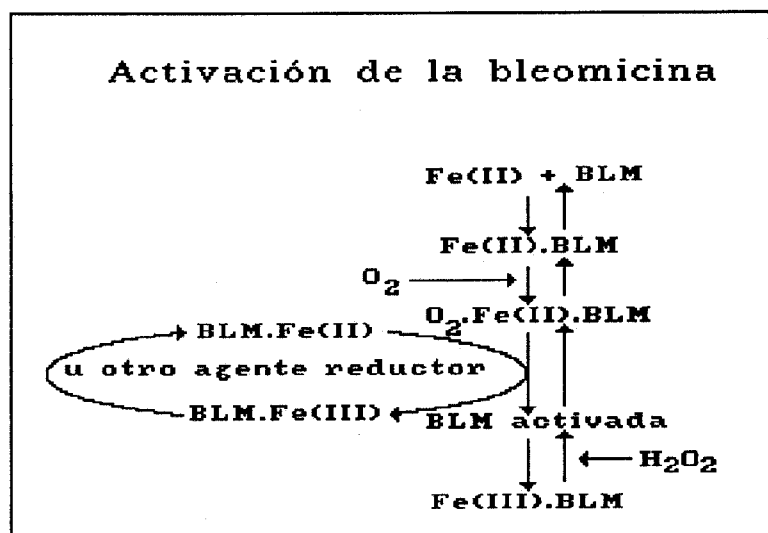 Activación de la bleomicina
Fe(II) + BLM
Fe(II).BLM
O2
O2.Fe(II).BLM
BLM.Fe(II)
u otro agente reductor
BLM.Fe(III)
BLM activada
H2O2
Fe(III).BLM